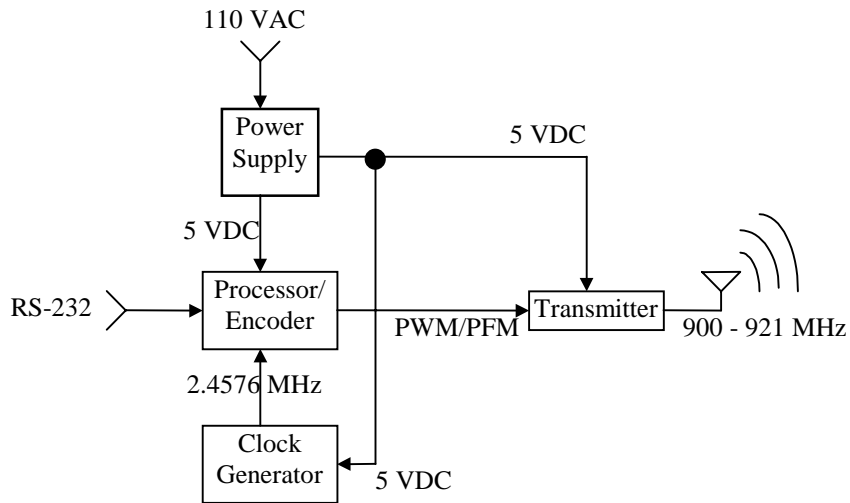 110 VAC
Power
Supply
5 VDC
5 VDC
RS-232
Processor/
Encoder
PWM/PFM
Transmitter
900 - 921 MHz
2.4576 MHz
Clock
Generator
5 VDC